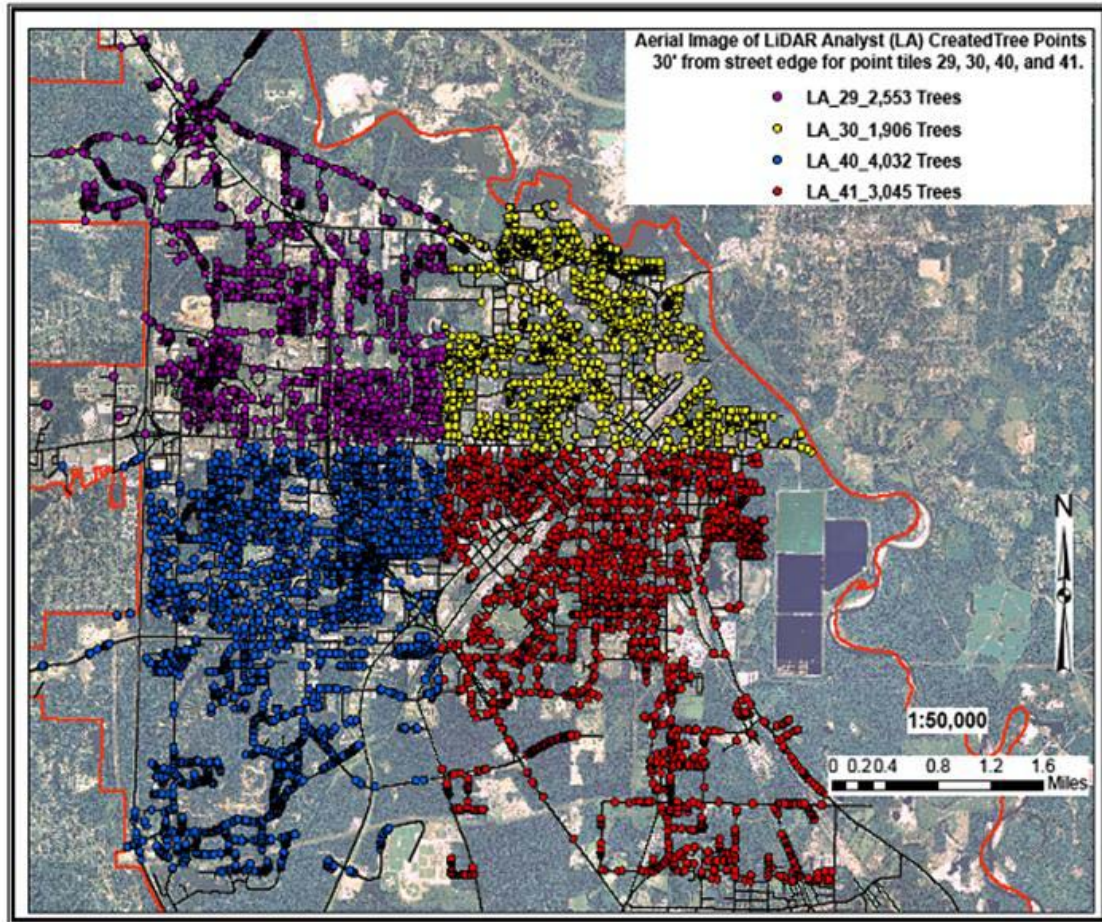 Aerial Image of LiDAR Analyst (LA) CreatedTree Points
30' from street edge for point tiles 29, 30, 40, and 41.
LA_29_2,553 Trees
LA_30_1,906 Trees
LA_40_4,032 Trees
LA_41_3,045 Trees
N
1:50,000
0 0.20.4 0.8 1.2 1.6
Miles